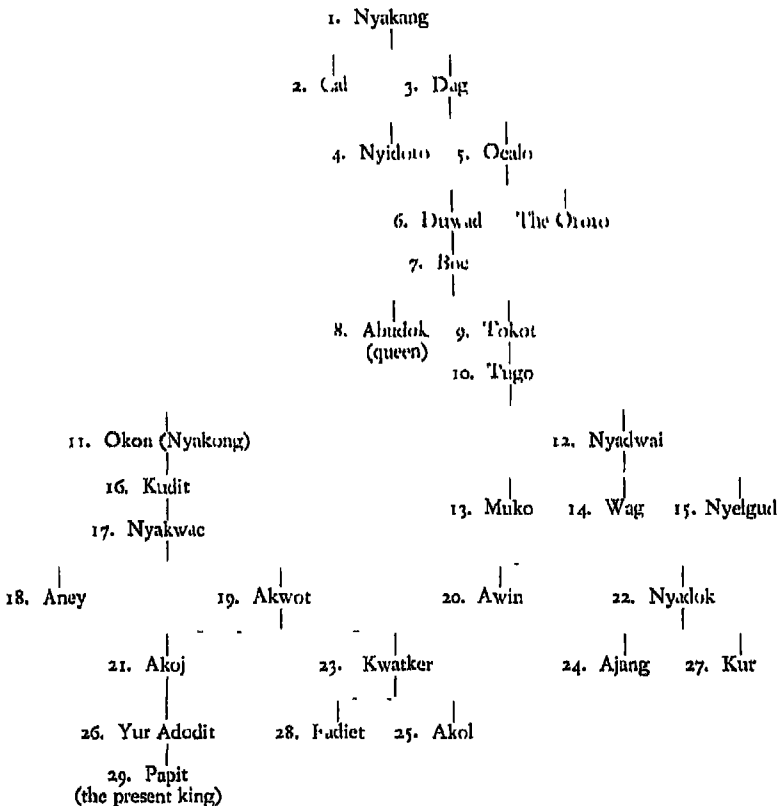 1. Nyakang
2. Cal 3. Dag
4. Nyidoro 5. Ocalo
6. Duwad The Ororo
7. Boc
8. Abudok 9. Tokot
(queen)
10. Tugo
11. Okon (Nyakong) 12. Nyadwai
16. Kudit 13. Muko 14. Wag 15. Nyelgud
17. Nyakwac
18. Aney 19. Akwot 20. Awin 22. Nyadok
21. Akoj 23. Kwatker 24. Ajang 27. Kur
26. Yur Adodit 28. Fadiet 25. Akol
29. Papit
(the present king)